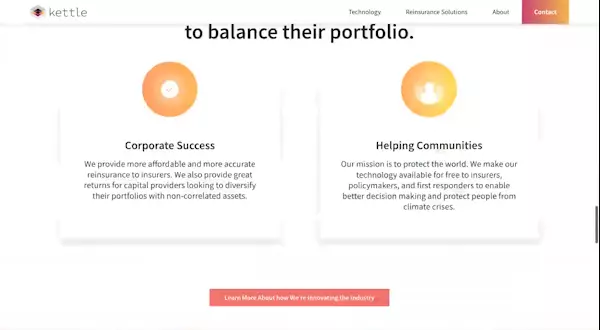 kettle
Technology
Reinsurance Solutions
About
Contact
to balance their portfolio.
Corporate Success
We provide more affordable and more accurate
reinsurance to insurers. We also provide great
returns for capital providers looking to diversify
their portfolios with non-correlated assets.
Helping Communities
Our mission is to protect the world. We make our
technology available for free to insurers,
policymakers, and first responders to enable
better decision making and protect people from
climate crises.
Learn More About how We're renovating the industry